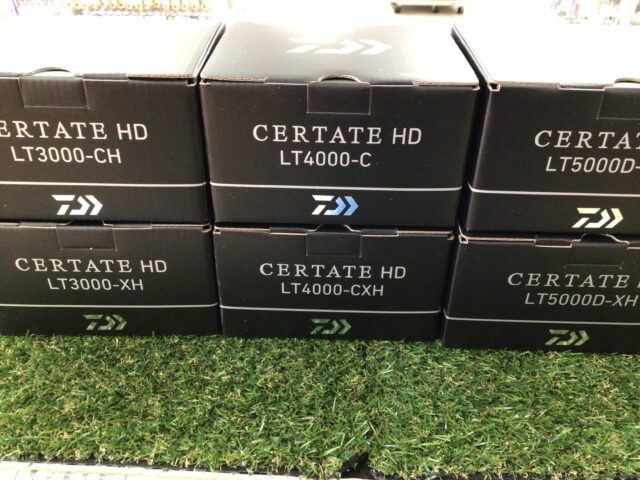 ERTATE HD
LT3000-CH
CERTATE HD
LT4000-C
CERTATE
LT5000D-
CERTATE HD
LT3000-XH
CERTATE HD
LT4000-CXH
CERTATE
LT5000D-XH